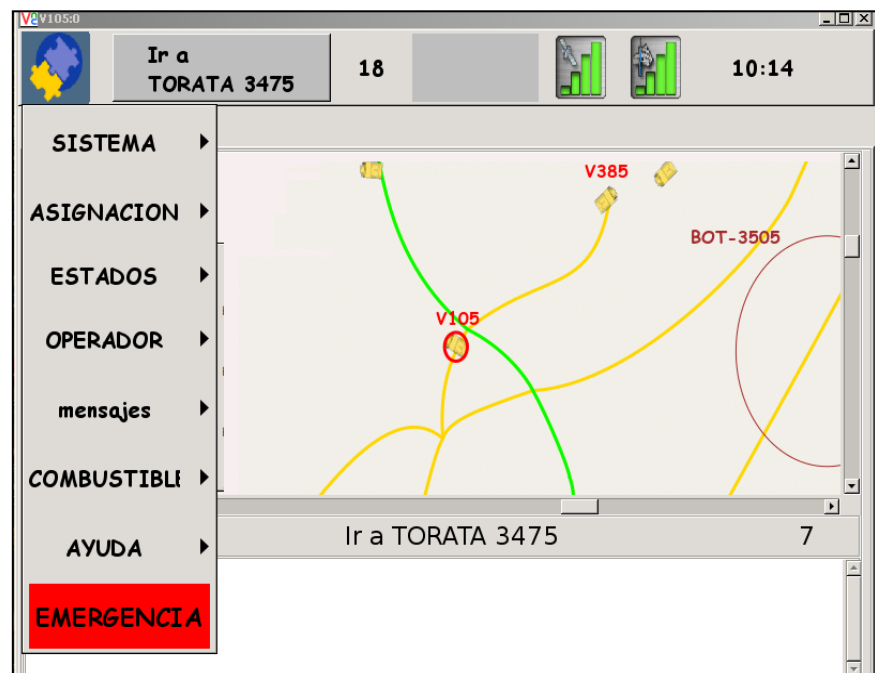 V105:0
Ir a
TORATA 3475
18
10:14
SISTEMA
ASIGNACION
ESTADOS
OPERADOR
mensajes
COMBUSTIBLE
AYUDA
EMERGENCIA
V385
BOT-3505
V105
Ir a TORATA 3475
7